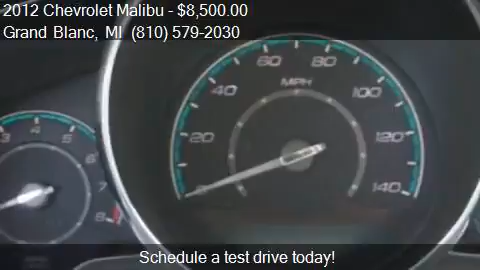 2012 Chevrolet Malibu - $8,500.00
Grand Blanc, MI (810) 579-2030
60 80
MPH
40 100
3 4 5
20 120
6
7
140
8
Schedule a test drive today!